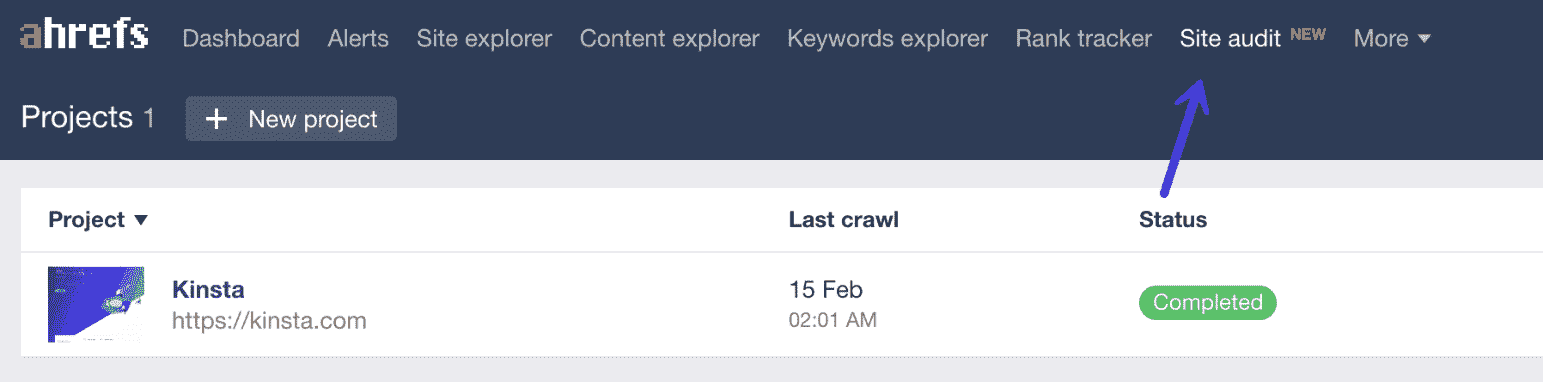 ahrefs Dashboard Alerts Site explorer Content explorer Keywords explorer Rank tracker Site audit NEW More
Projects 1 + New project
Project Last crawl Status
Kinsta 15 Feb Completed
https://kinsta.com 02:01 AM